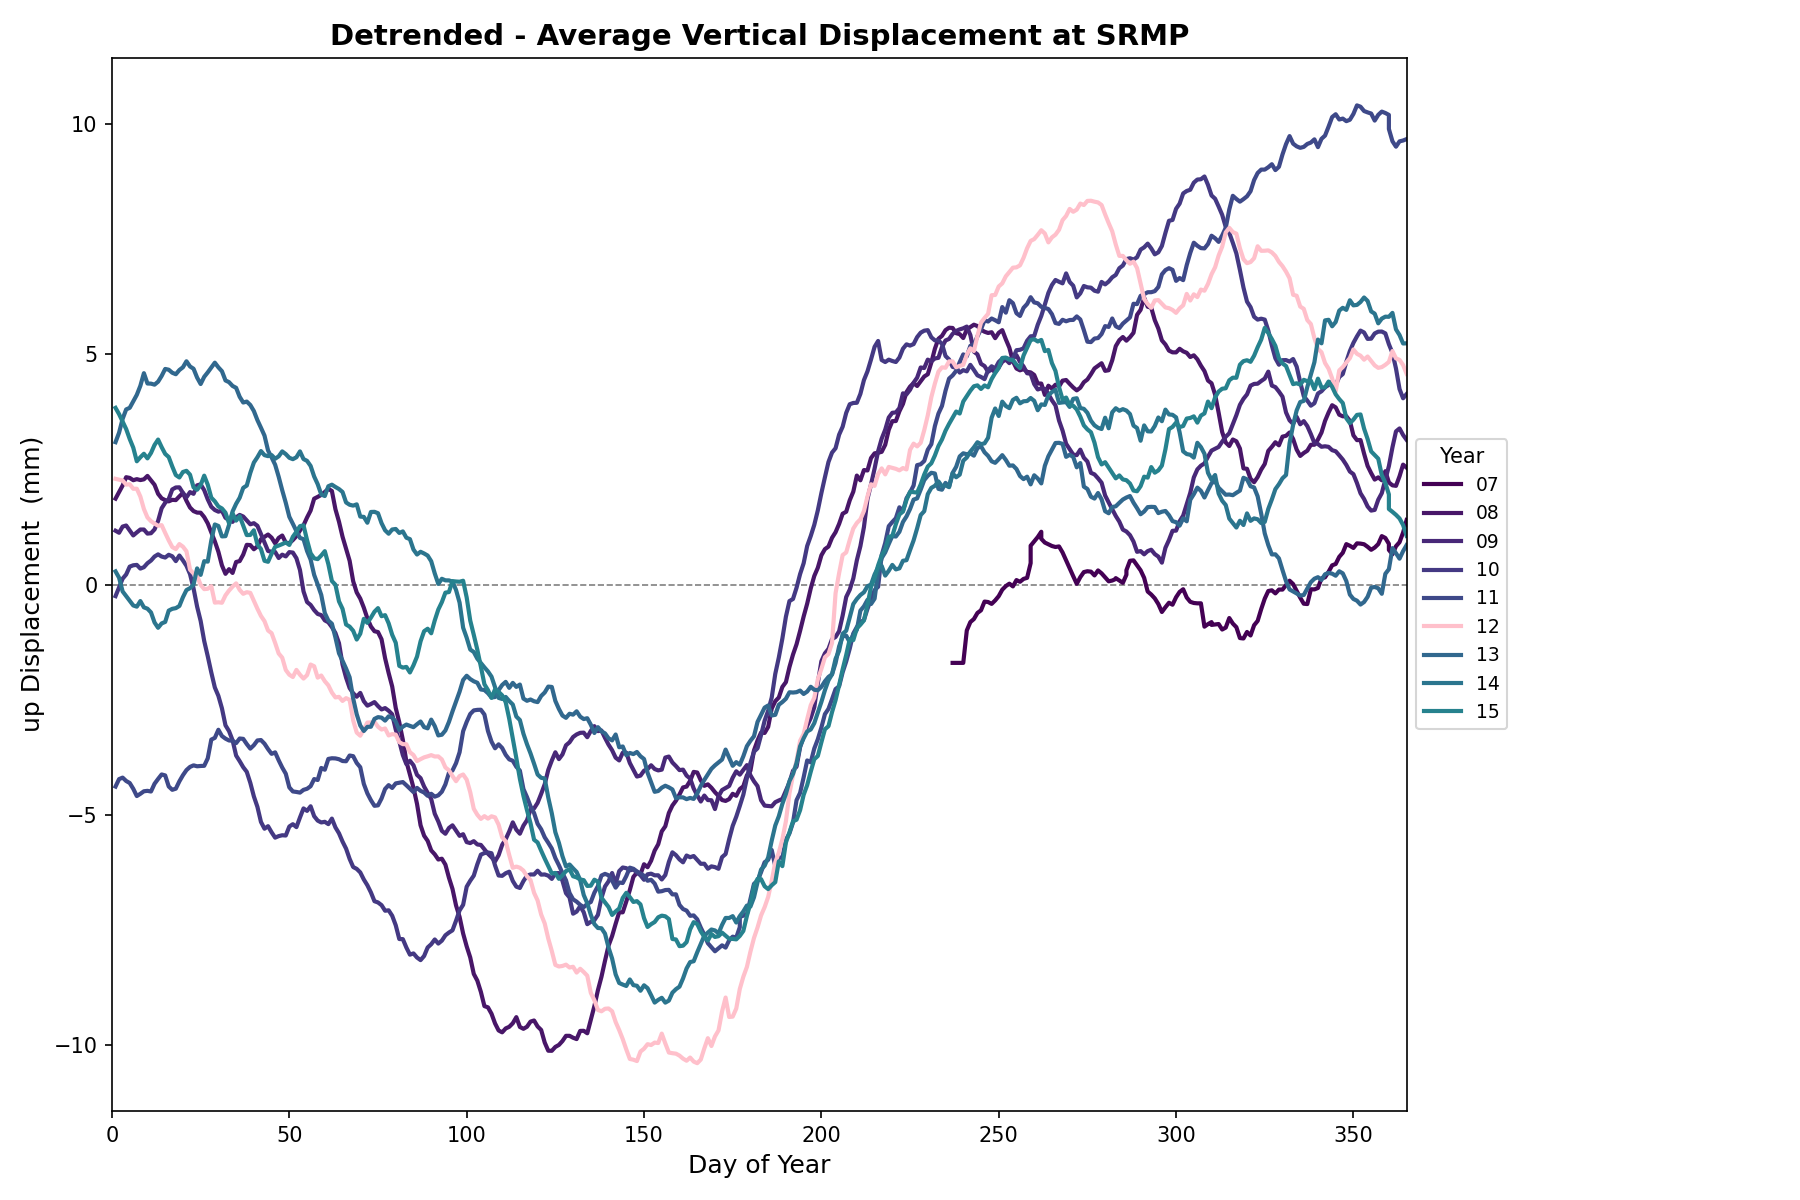 Detrended - Average Vertical Displacement at SRMP
up Displacement  (mm)
10
5
0
−5
−10
0 50 100 150 200 250 300 350
Day of Year
Year
07
08
09
10
11
12
13
14
15